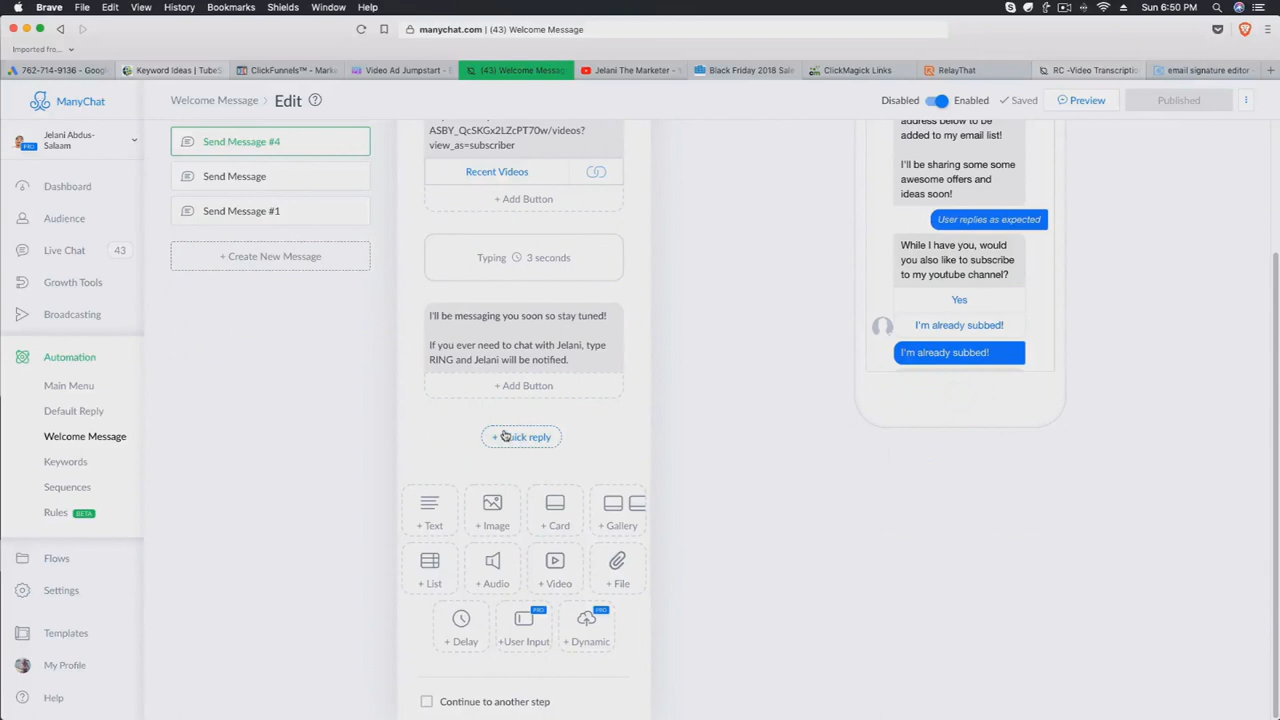 Brave File Edit View History Bookmarks Shields Window Help
Sun 6:50 PM
manychat.com | (43) Welcome Message
Imported from...
762-714-9136 - Goog
Keyword Ideas | TubeS
ClickFunnels™ - Marke
Video Ad Jumpstart - E
(43) Welcome Messag
Jelani The Marketer - Y
Black Friday 2018 Sale
ClickMagick Links
RelayThat
RC -Video Transcriptio
email signature editor
ManyChat
Welcome Message > Edit
Disabled
Enabled
Saved
Preview
Published
Jelani Abdus-
Salaam
PRO
Dashboard
Audience
Live Chat 43
Growth Tools
Broadcasting
Automation
Main Menu
Default Reply
Welcome Message
Keywords
Sequences
Rules BETA
Flows
Settings
Templates
My Profile
Help
Send Message #4
Send Message
Send Message #1
+ Create New Message
ASBY_QcSKGx2LZcPT70w/videos?
view_as=subscriber
Recent Videos
+ Add Button
Typing 3 seconds
I'll be messaging you soon so stay tuned!
If you ever need to chat with Jelani, type
RING and Jelani will be notified.
+ Add Button
+ Quick reply
+ Text
+ Image
+ Card
+ Gallery
+ List
+ Audio
+ Video
+ File
PRO
PRO
+ Delay
+User Input
+ Dynamic
Continue to another step
address below to be
added to my email list!
I'll be sharing some some
awesome offers and
ideas soon!
User replies as expected
While I have you, would
you also like to subscribe
to my youtube channel?
Yes
I'm already subbed!
I'm already subbed!